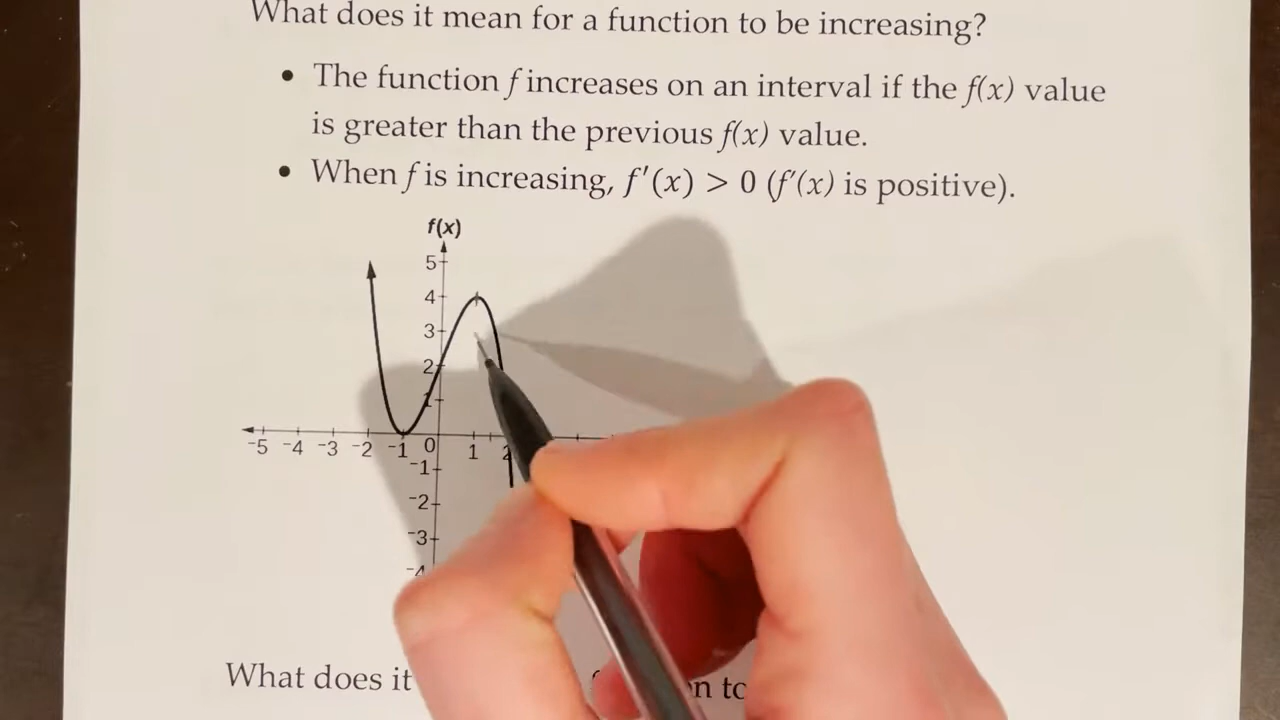 What does it mean for a function to be increasing?
• The function f increases on an interval if the f(x) value
is greater than the previous f(x) value.
• When f is increasing, f′(x) > 0 (f′(x) is positive).
f(x)
5
4
3
2
1
-5 -4 -3 -2 -1 0 1 2
-1
-2
-3
-4
What does it